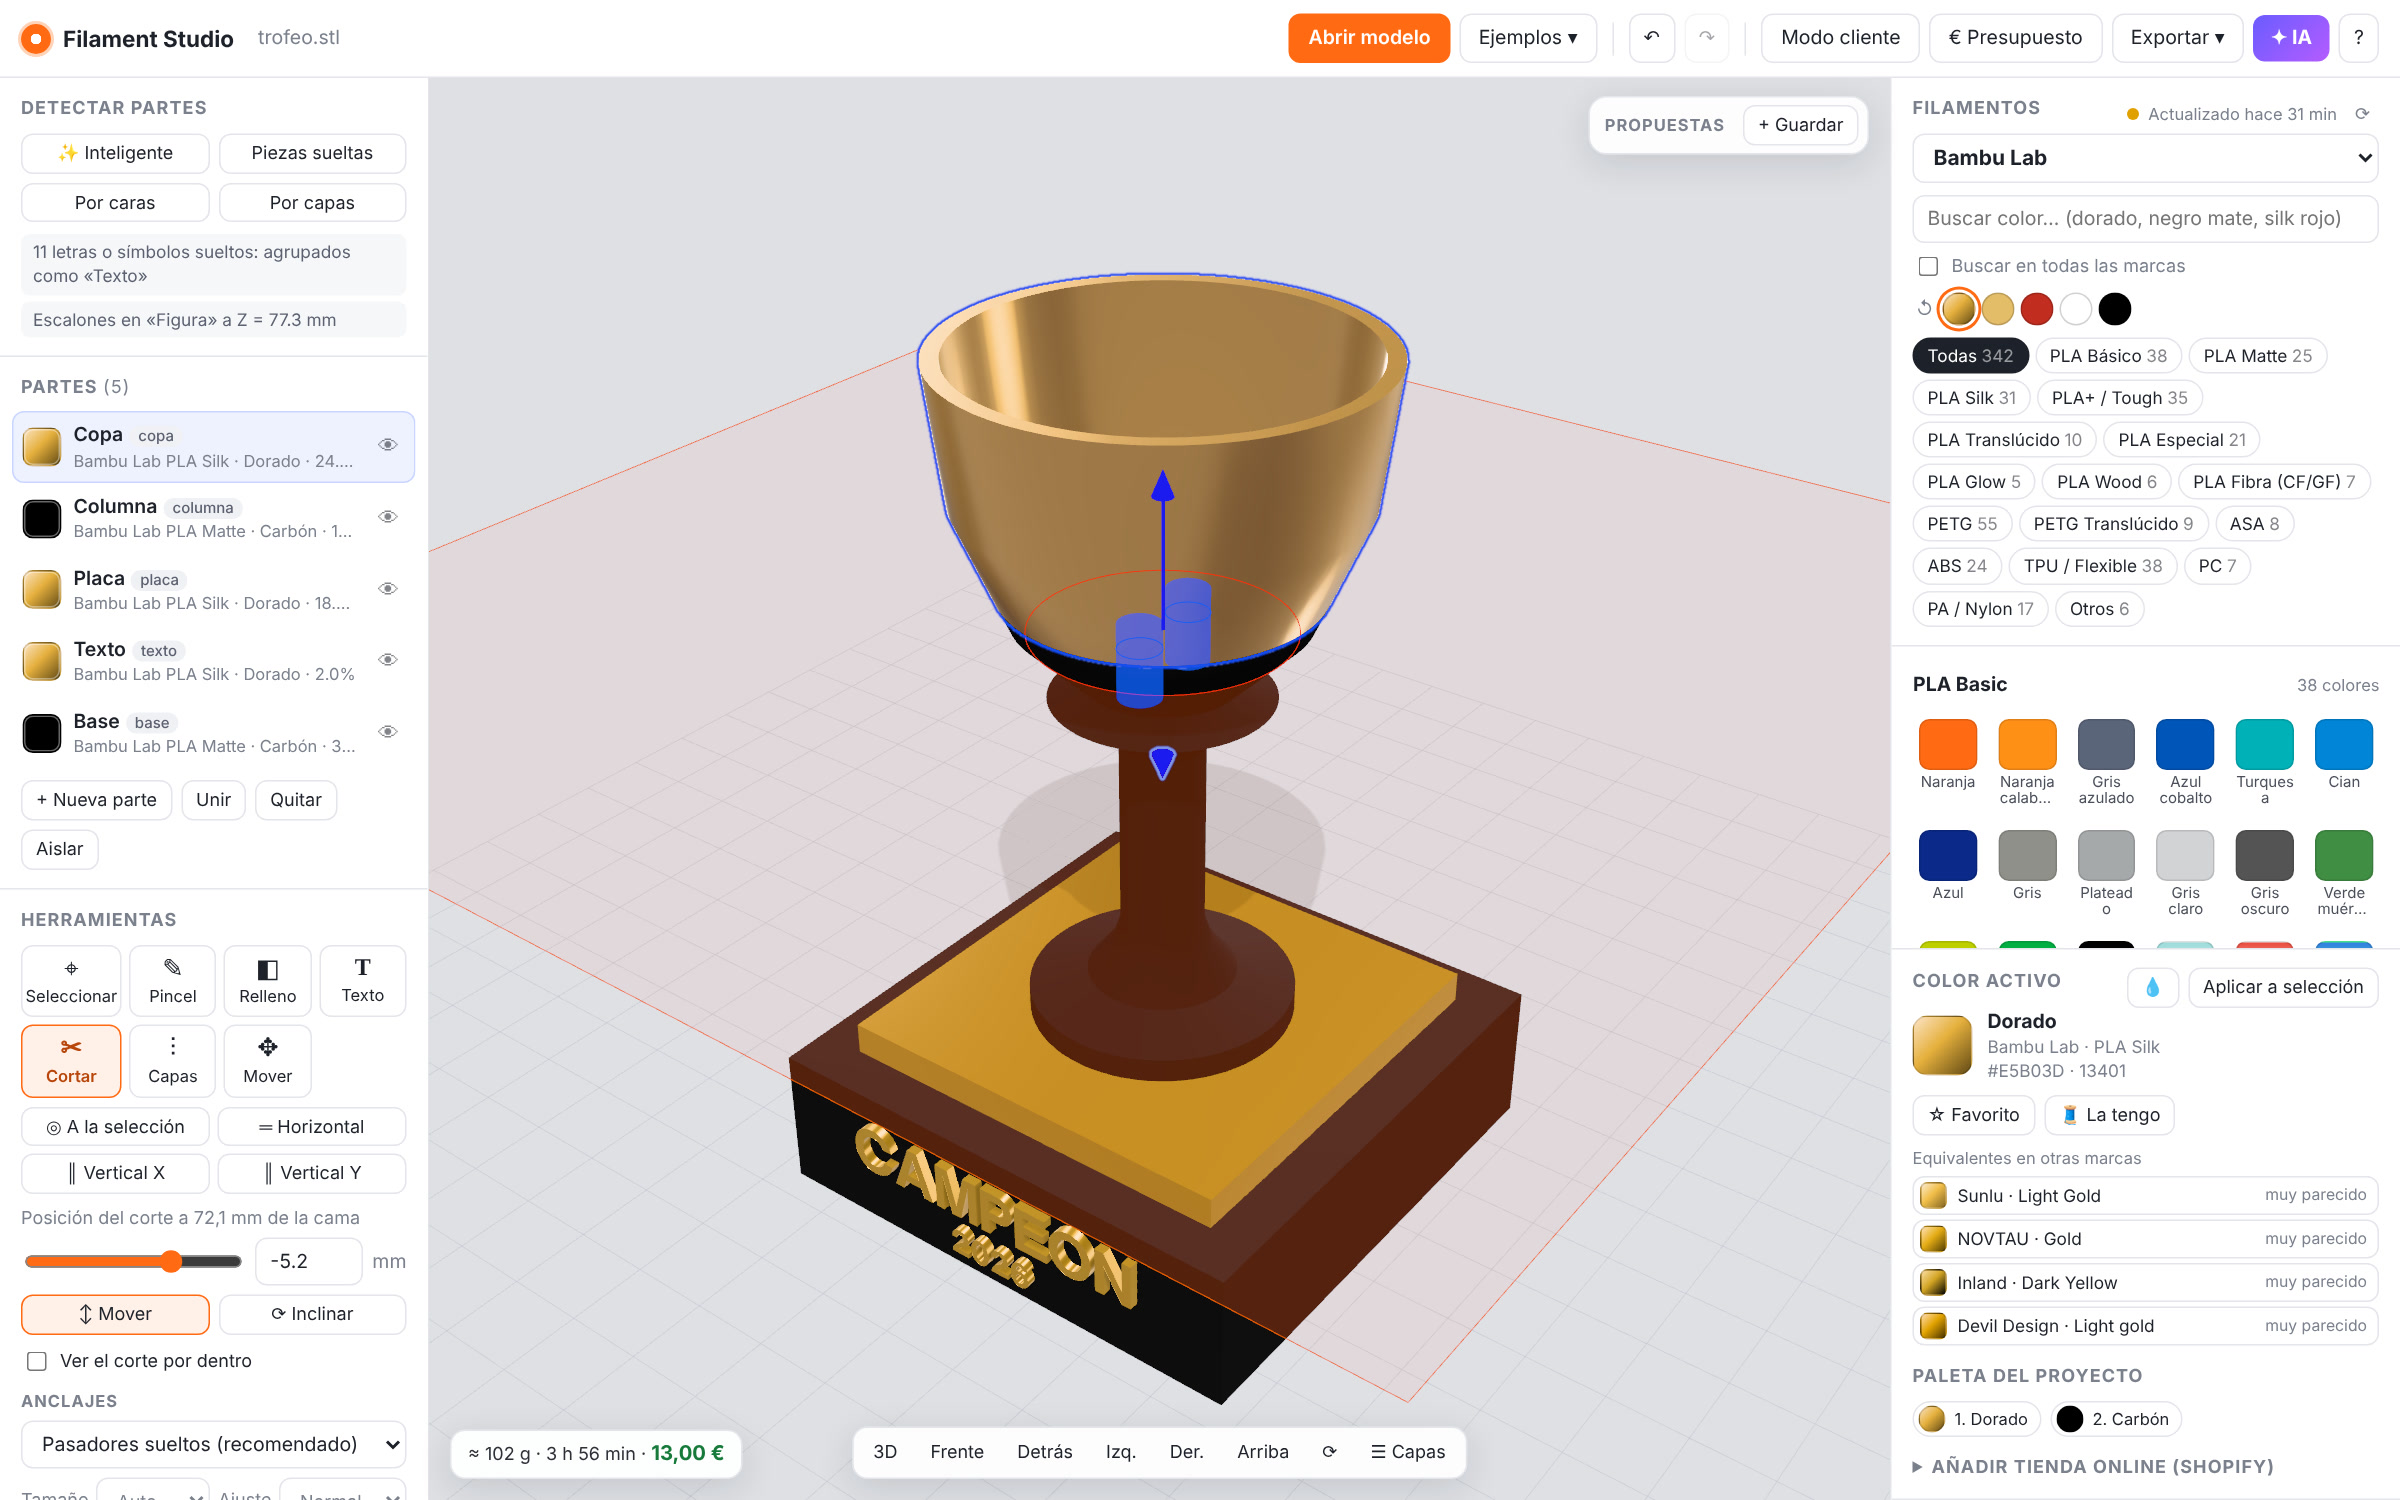 Filament Studio
trofeo.stl
Abrir modelo
Ejemplos ▾
Modo cliente
€ Presupuesto
Exportar ▾
✦ IA
?
DETECTAR PARTES
✨ Inteligente
Piezas sueltas
Por caras
Por capas
11 letras o símbolos sueltos: agrupados
como «Texto»
Escalones en «Figura» a Z = 77.3 mm
PARTES (5)
Copa copa
Bambu Lab PLA Silk · Dorado · 24....
Columna columna
Bambu Lab PLA Matte · Carbón · 1...
Placa placa
Bambu Lab PLA Silk · Dorado · 18....
Texto texto
Bambu Lab PLA Silk · Dorado · 2.0%
Base base
Bambu Lab PLA Matte · Carbón · 3...
+ Nueva parte
Unir
Quitar
Aislar
HERRAMIENTAS
Seleccionar
Pincel
Relleno
T
Texto
Cortar
Capas
Mover
◎ A la selección
═ Horizontal
║ Vertical X
║ Vertical Y
Posición del corte a 72,1 mm de la cama
-5.2
mm
↕ Mover
⟳ Inclinar
Ver el corte por dentro
ANCLAJES
Pasadores sueltos (recomendado)
Tamaño
Auto
Ajuste
Normal
PROPUESTAS
+ Guardar
CAMPEON
2026
≈ 102 g · 3 h 56 min · 13,00 €
3D
Frente
Detrás
Izq.
Der.
Arriba
⟳
☰ Capas
FILAMENTOS
Actualizado hace 31 min
Bambu Lab
Buscar color... (dorado, negro mate, silk rojo)
Buscar en todas las marcas
Todas 342
PLA Básico 38
PLA Matte 25
PLA Silk 31
PLA+ / Tough 35
PLA Translúcido 10
PLA Especial 21
PLA Glow 5
PLA Wood 6
PLA Fibra (CF/GF) 7
PETG 55
PETG Translúcido 9
ASA 8
ABS 24
TPU / Flexible 38
PC 7
PA / Nylon 17
Otros 6
PLA Basic
38 colores
Naranja
Naranja
calab...
Gris
azulado
Azul
cobalto
Turques
a
Cian
Azul
Gris
Platead
o
Gris
claro
Gris
oscuro
Verde
muér...
COLOR ACTIVO
Aplicar a selección
Dorado
Bambu Lab · PLA Silk
#E5B03D · 13401
☆ Favorito
La tengo
Equivalentes en otras marcas
Sunlu · Light Gold
muy parecido
NOVTAU · Gold
muy parecido
Inland · Dark Yellow
muy parecido
Devil Design · Light gold
muy parecido
PALETA DEL PROYECTO
1. Dorado
2. Carbón
▶ AÑADIR TIENDA ONLINE (SHOPIFY)